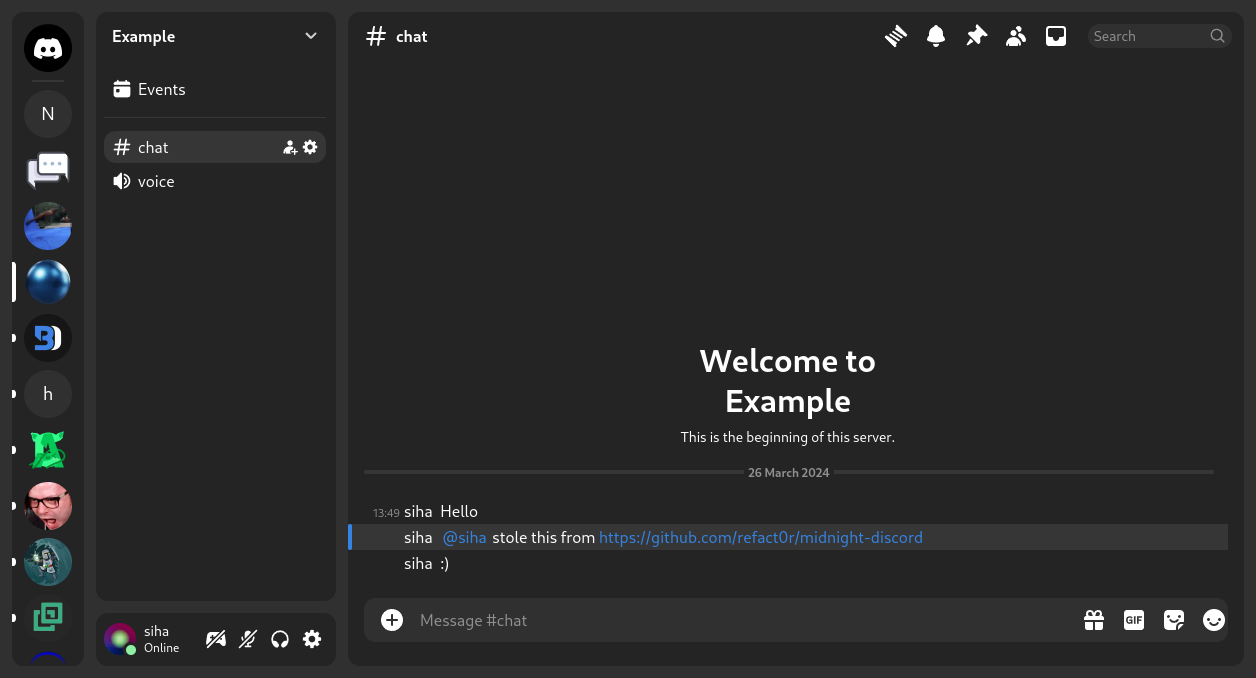 Example
Events
chat
voice
siha
Online
N
h
chat
Search
Welcome to
Example
This is the beginning of this server.
26 March 2024
13:49 siha Hello
siha @siha stole this from https://github.com/refact0r/midnight-discord
siha :)
Message #chat
GIF